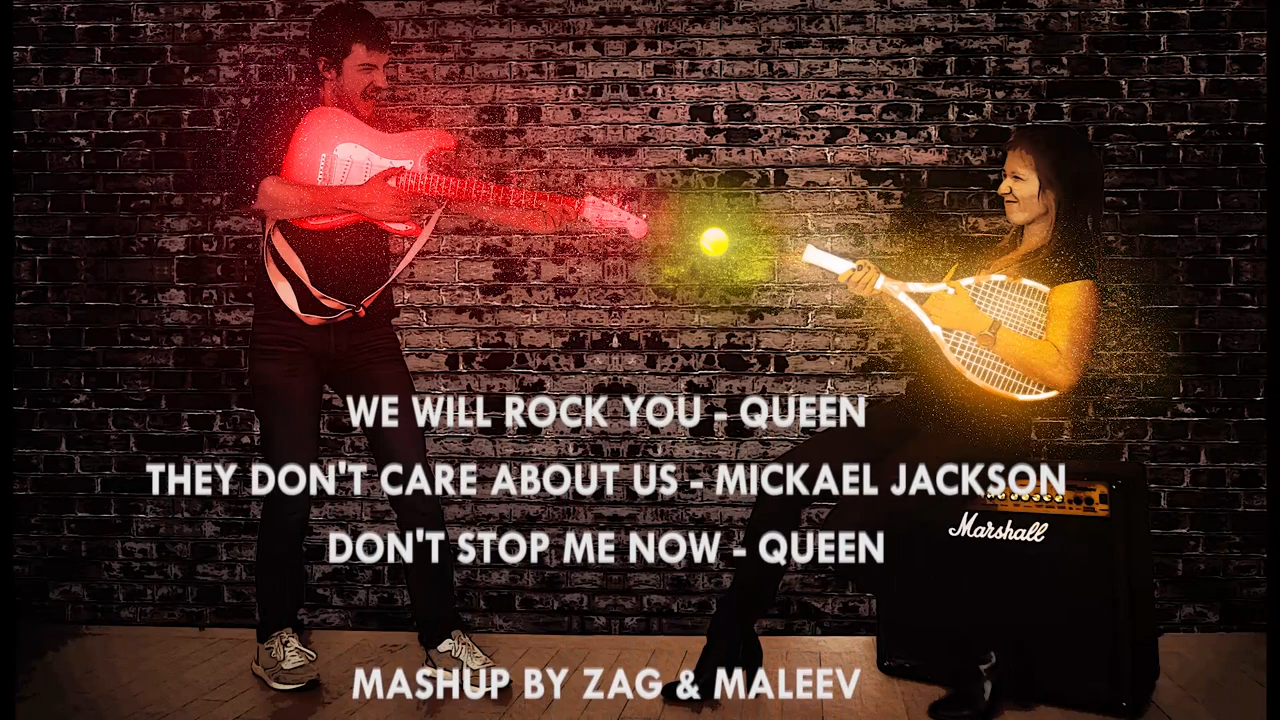 WE WILL ROCK YOU - QUEEN
THEY DON'T CARE ABOUT US - MICKAEL JACKSON
Marshall
DON'T STOP ME NOW - QUEEN
MASHUP BY ZAG & MALEEV